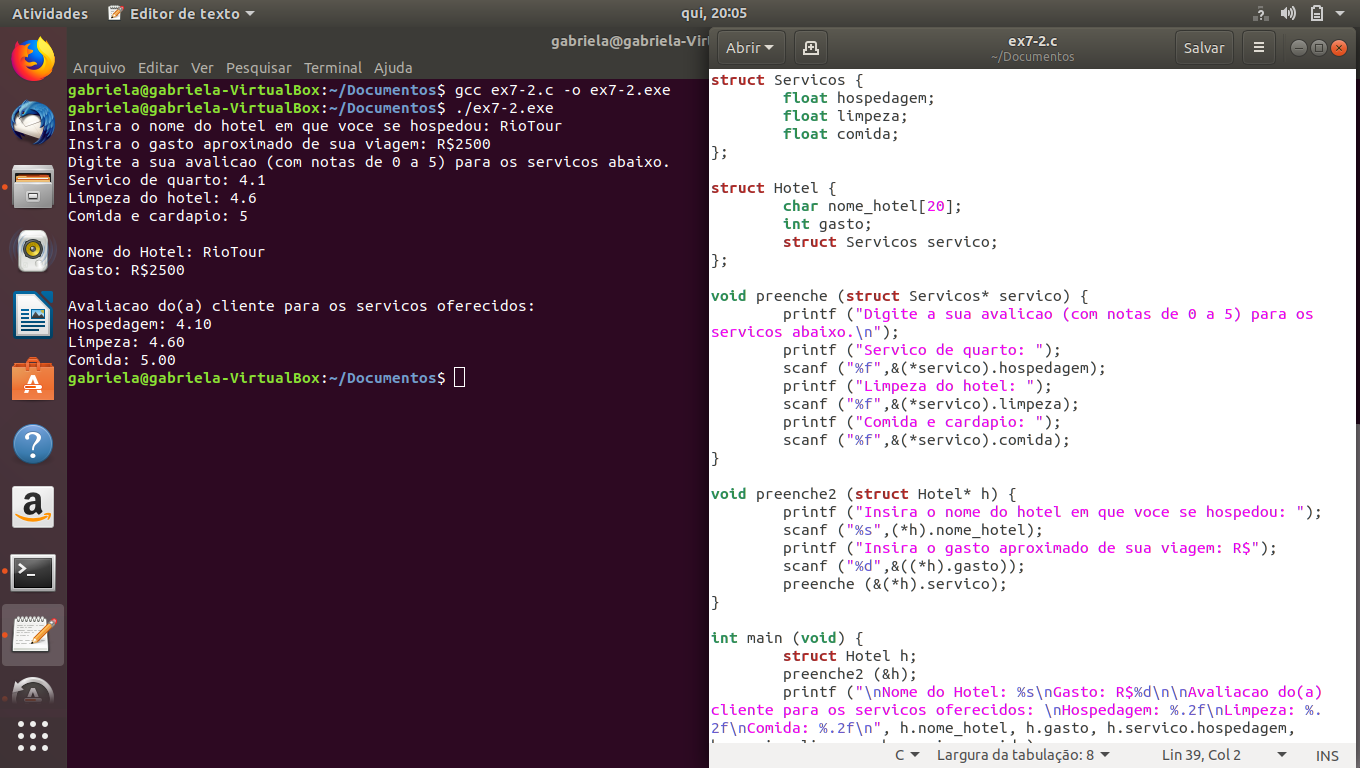 Atividades Editor de texto qui, 20:05
gabriela@gabriela-Virt
Arquivo Editar Ver Pesquisar Terminal Ajuda
gabriela@gabriela-VirtualBox:~/Documentos$ gcc ex7-2.c -o ex7-2.exe
gabriela@gabriela-VirtualBox:~/Documentos$ ./ex7-2.exe
Insira o nome do hotel em que voce se hospedou: RioTour
Insira o gasto aproximado de sua viagem: R$2500
Digite a sua avalicao (com notas de 0 a 5) para os servicos abaixo.
Servico de quarto: 4.1
Limpeza do hotel: 4.6
Comida e cardapio: 5

Nome do Hotel: RioTour
Gasto: R$2500

Avaliacao do(a) cliente para os servicos oferecidos:
Hospedagem: 4.10
Limpeza: 4.60
Comida: 5.00
gabriela@gabriela-VirtualBox:~/Documentos$
Abrir ex7-2.c Salvar
~/Documentos
struct Servicos {
        float hospedagem;
        float limpeza;
        float comida;
};

struct Hotel {
        char nome_hotel[20];
        int gasto;
        struct Servicos servico;
};

void preenche (struct Servicos* servico) {
        printf ("Digite a sua avalicao (com notas de 0 a 5) para os
servicos abaixo.\n");
        printf ("Servico de quarto: ");
        scanf ("%f",&(*servico).hospedagem);
        printf ("Limpeza do hotel: ");
        scanf ("%f",&(*servico).limpeza);
        printf ("Comida e cardapio: ");
        scanf ("%f",&(*servico).comida);
}

void preenche2 (struct Hotel* h) {
        printf ("Insira o nome do hotel em que voce se hospedou: ");
        scanf ("%s",(*h).nome_hotel);
        printf ("Insira o gasto aproximado de sua viagem: R$");
        scanf ("%d",&((*h).gasto));
        preenche (&(*h).servico);
}

int main (void) {
        struct Hotel h;
        preenche2 (&h);
        printf ("\nNome do Hotel: %s\nGasto: R$%d\n\nAvaliacao do(a)
cliente para os servicos oferecidos: \nHospedagem: %.2f\nLimpeza: %.
2f\nComida: %.2f\n", h.nome_hotel, h.gasto, h.servico.hospedagem,
C Largura da tabulação: 8 Lin 39, Col 2 INS